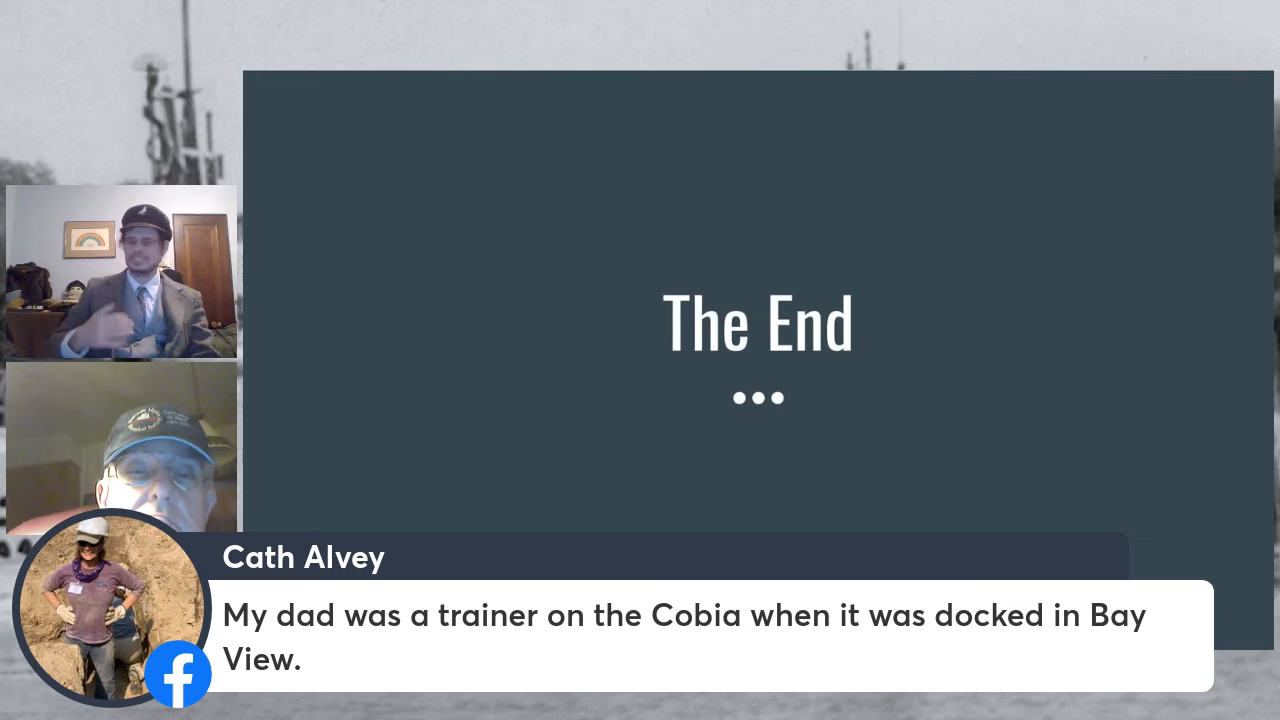 The End
Cath Alvey
My dad was a trainer on the Cobia when it was docked in Bay
View.